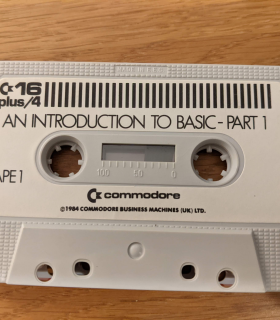 C16
plus/4
AN INTRODUCTION TO BASIC - PART 1
APE 1
100 50 0
commodore
©1984 COMMODORE BUSINESS MACHINES (UK) LTD.